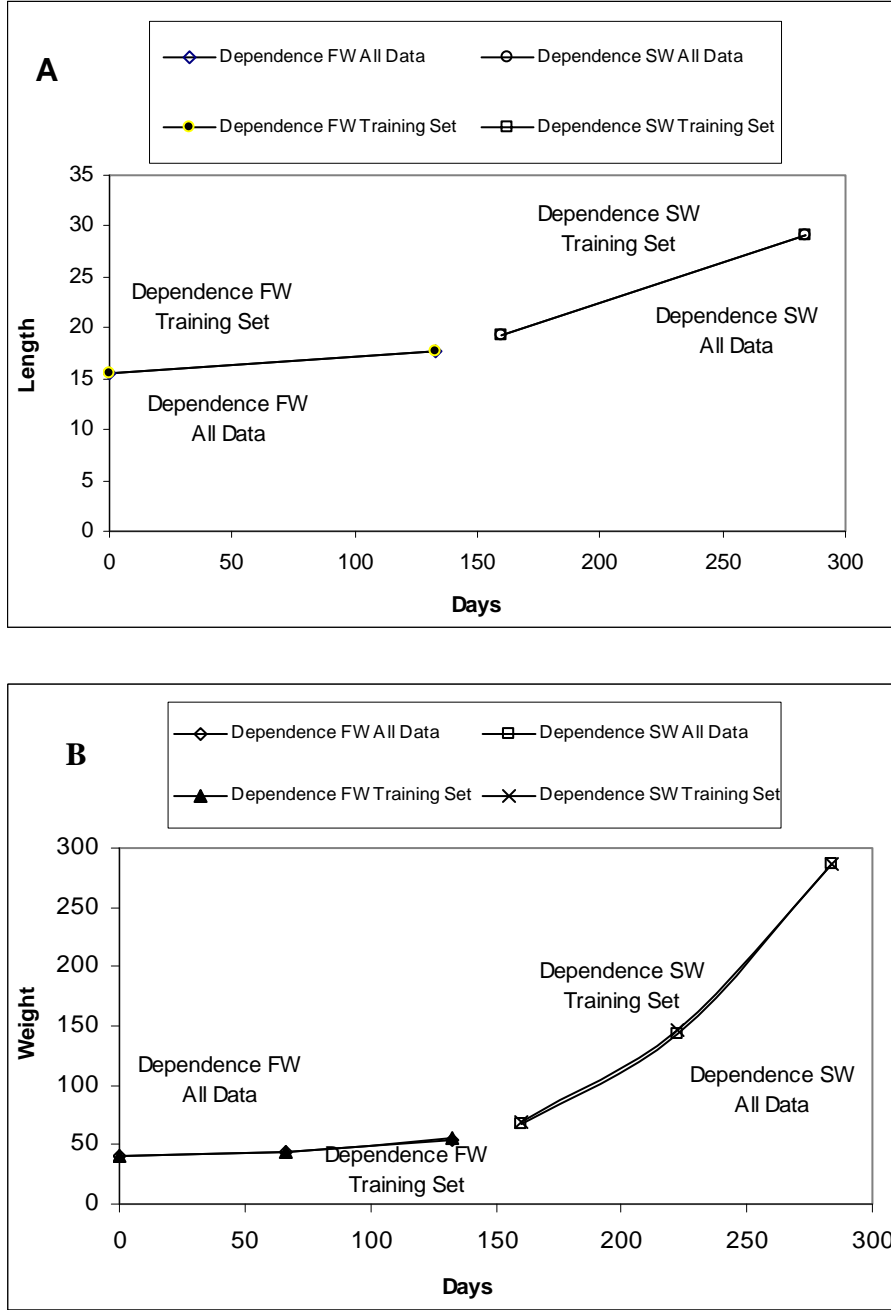 Dependence FW All Data
Dependence SW All Data
A
Dependence FW Training Set
Dependence SW Training Set
35
30
25
20
15
10
5
0
Length
Dependence SW
Training Set
Dependence FW
Training Set
Dependence SW
All Data
Dependence FW
All Data
0 50 100 150 200 250 300
Days
Dependence FW All Data
Dependence SW All Data
B
Dependence FW Training Set
Dependence SW Training Set
300
250
200
150
100
50
0
Weight
Dependence SW
Training Set
Dependence FW
All Data
Dependence SW
All Data
Dependence FW
Training Set
0 50 100 150 200 250 300
Days